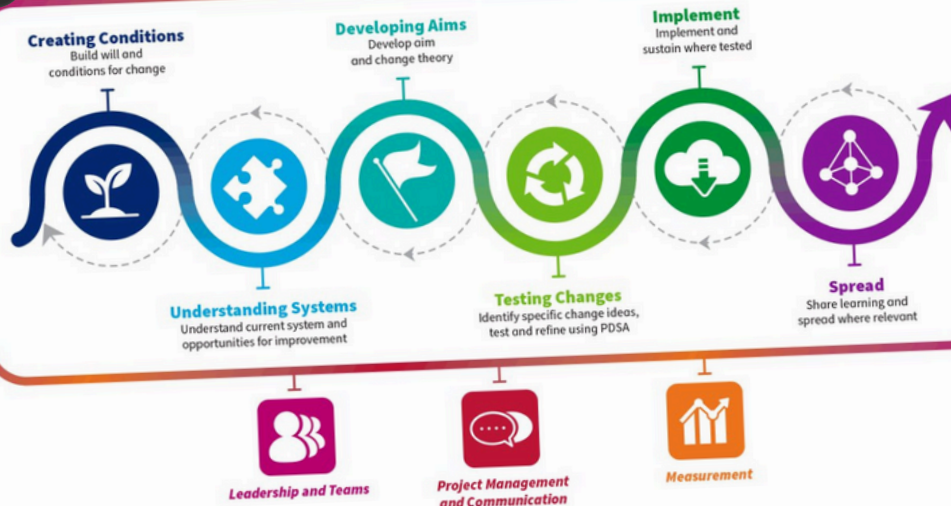 Creating Conditions
Build will and
conditions for change
Developing Aims
Develop aim
and change theory
Implement
Implement and
sustain where tested
Understanding Systems
Understand current system and
opportunities for improvement
Testing Changes
Identify specific change ideas,
test and refine using PDSA
Spread
Share learning and
spread where relevant
Leadership and Teams
Project Management
and Communication
Measurement